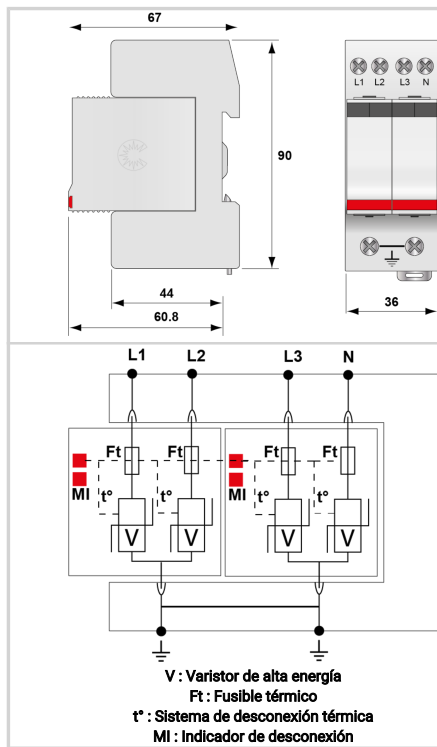 67
L1 L2 L3 N
90
44
60.8
36
L1 L2 L3 N
Ft Ft Ft Ft
MI t° t° MI t° t°
V V V V
V : Varistor de alta energía
Ft : Fusible térmico
t° : Sistema de desconexión térmica
MI : Indicador de desconexión